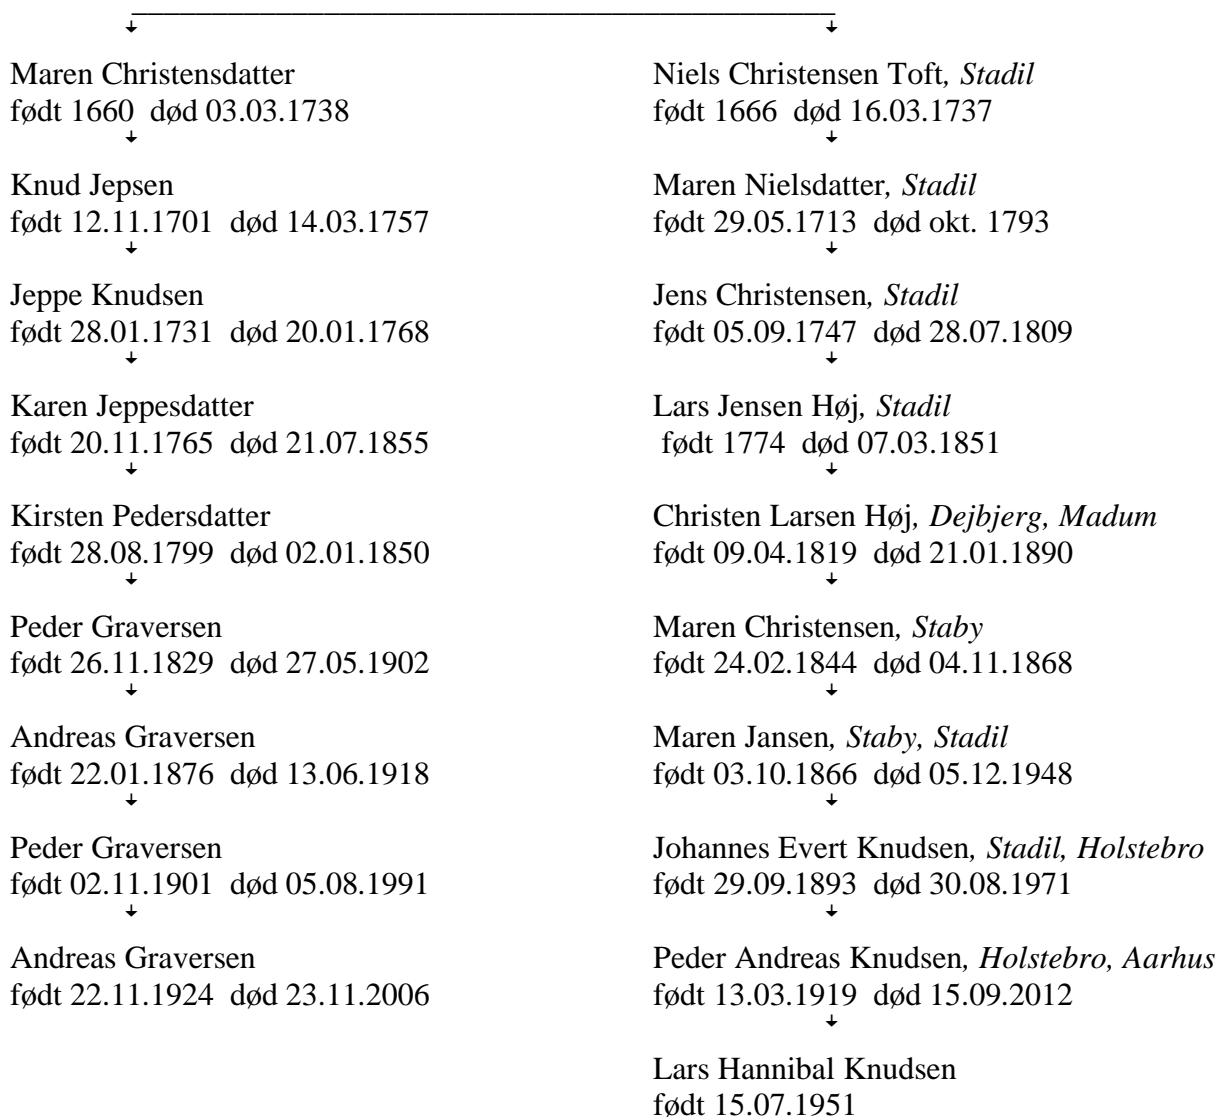 Maren Christensdatter
født 1660  død 03.03.1738
Knud Jepsen
født 12.11.1701  død 14.03.1757
Jeppe Knudsen
født 28.01.1731  død 20.01.1768
Karen Jeppesdatter
født 20.11.1765  død 21.07.1855
Kirsten Pedersdatter
født 28.08.1799  død 02.01.1850
Peder Graversen
født 26.11.1829  død 27.05.1902
Andreas Graversen
født 22.01.1876  død 13.06.1918
Peder Graversen
født 02.11.1901  død 05.08.1991
Andreas Graversen
født 22.11.1924  død 23.11.2006
Niels Christensen Toft, Stadil
født 1666  død 16.03.1737
Maren Nielsdatter, Stadil
født 29.05.1713  død okt. 1793
Jens Christensen, Stadil
født 05.09.1747  død 28.07.1809
Lars Jensen Høj, Stadil
født 1774  død 07.03.1851
Christen Larsen Høj, Dejbjerg, Madum
født 09.04.1819  død 21.01.1890
Maren Christensen, Staby
født 24.02.1844  død 04.11.1868
Maren Jansen, Staby, Stadil
født 03.10.1866  død 05.12.1948
Johannes Evert Knudsen, Stadil, Holstebro
født 29.09.1893  død 30.08.1971
Peder Andreas Knudsen, Holstebro, Aarhus
født 13.03.1919  død 15.09.2012
Lars Hannibal Knudsen
født 15.07.1951